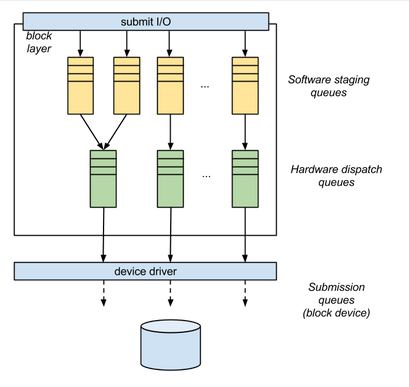 submit I/O
block
layer
...
Software staging
queues
...
Hardware dispatch
queues
device driver
Submission
queues
(block device)